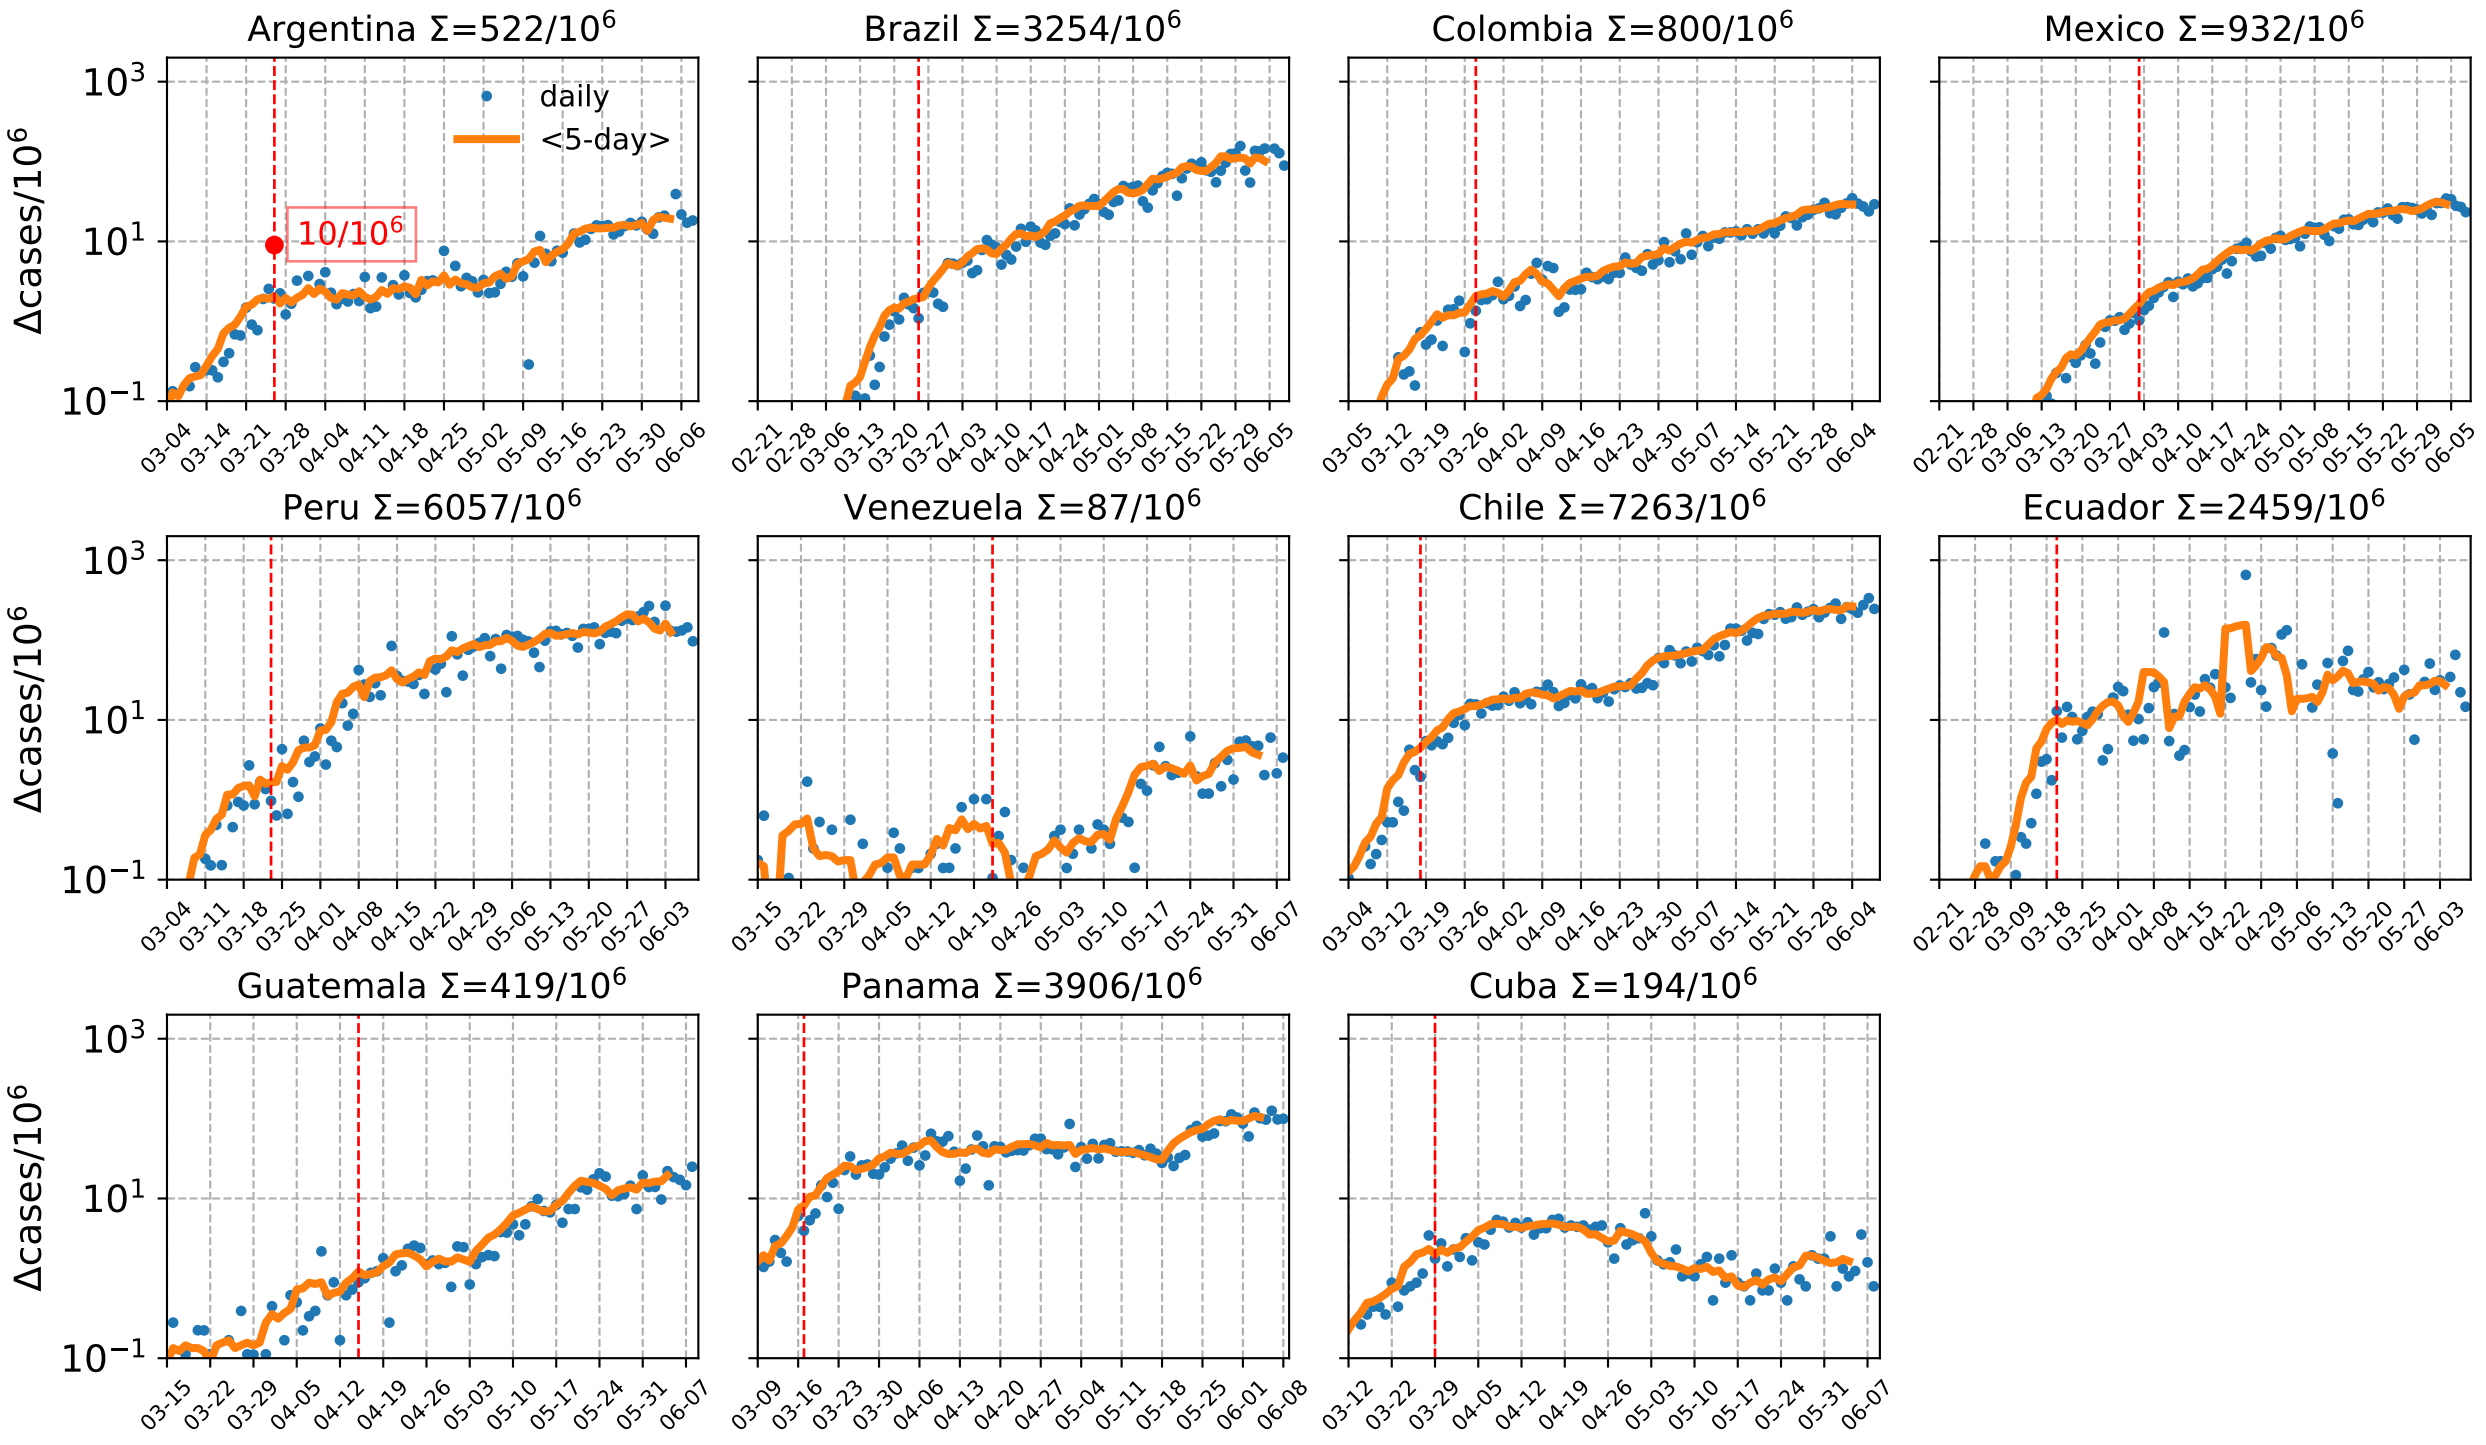 Argentina Σ=522/10⁶
Brazil Σ=3254/10⁶
Colombia Σ=800/10⁶
Mexico Σ=932/10⁶
Δcases/10⁶
10³
10¹
10⁻¹
daily
<5-day>
10/10⁶
03-04 03-14 03-21 03-28 04-04 04-11 04-18 04-25 05-02 05-09 05-16 05-23 05-30 06-06
02-21 02-28 03-06 03-13 03-20 03-27 04-03 04-10 04-17 04-24 05-01 05-08 05-15 05-22 05-29 06-05
03-05 03-12 03-19 03-26 04-02 04-09 04-16 04-23 04-30 05-07 05-14 05-21 05-28 06-04
02-21 02-28 03-06 03-13 03-20 03-27 04-03 04-10 04-17 04-24 05-01 05-08 05-15 05-22 05-29 06-05
Peru Σ=6057/10⁶
Venezuela Σ=87/10⁶
Chile Σ=7263/10⁶
Ecuador Σ=2459/10⁶
Δcases/10⁶
10³
10¹
10⁻¹
03-04 03-11 03-18 03-25 04-01 04-08 04-15 04-22 04-29 05-06 05-13 05-20 05-27 06-03
03-15 03-22 03-29 04-05 04-12 04-19 04-26 05-03 05-10 05-17 05-24 05-31 06-07
03-04 03-12 03-19 03-26 04-02 04-09 04-16 04-23 04-30 05-07 05-14 05-21 05-28 06-04
02-21 02-28 03-09 03-18 03-25 04-01 04-08 04-15 04-22 04-29 05-06 05-13 05-20 05-27 06-03
Guatemala Σ=419/10⁶
Panama Σ=3906/10⁶
Cuba Σ=194/10⁶
Δcases/10⁶
10³
10¹
10⁻¹
03-15 03-22 03-29 04-05 04-12 04-19 04-26 05-03 05-10 05-17 05-24 05-31 06-07
03-09 03-16 03-23 03-30 04-06 04-13 04-20 04-27 05-04 05-11 05-18 05-25 06-01 06-08
03-12 03-22 03-29 04-05 04-12 04-19 04-26 05-03 05-10 05-17 05-24 05-31 06-07